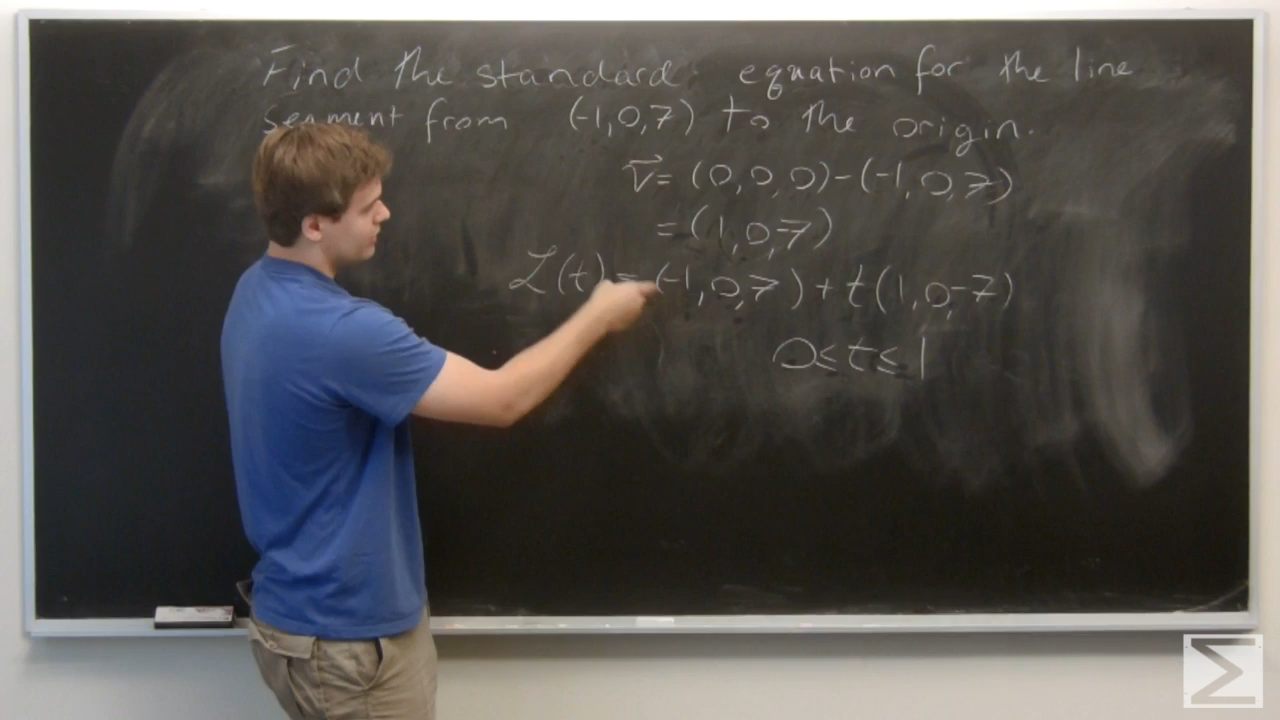 Find the standard equation for the line
segment from (-1,0,7) to the origin.
v⃗ = (0,0,0)-(-1,0,7)
= (1,0,-7)
L(t) = (-1,0,7)+t(1,0,-7)
0≤t≤1
Σ